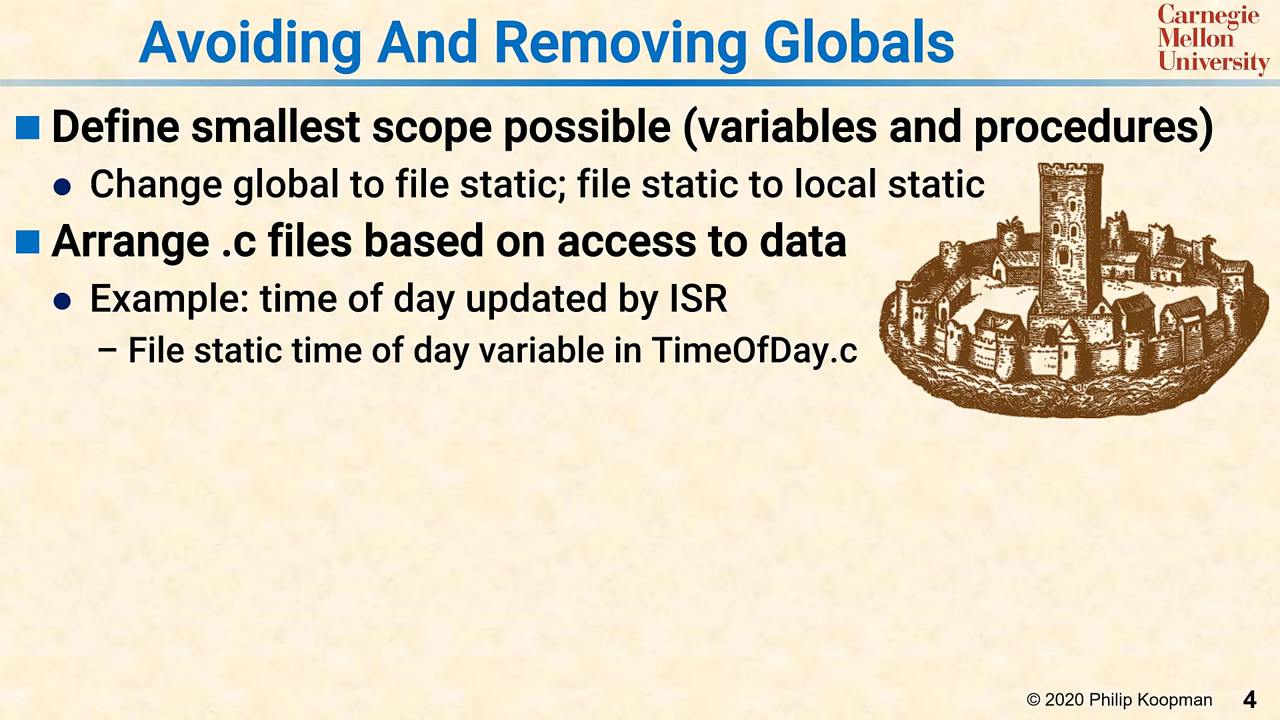 Avoiding And Removing Globals
Carnegie
Mellon
University
Define smallest scope possible (variables and procedures)
Change global to file static; file static to local static
Arrange .c files based on access to data
Example: time of day updated by ISR
– File static time of day variable in TimeOfDay.c
© 2020 Philip Koopman 4